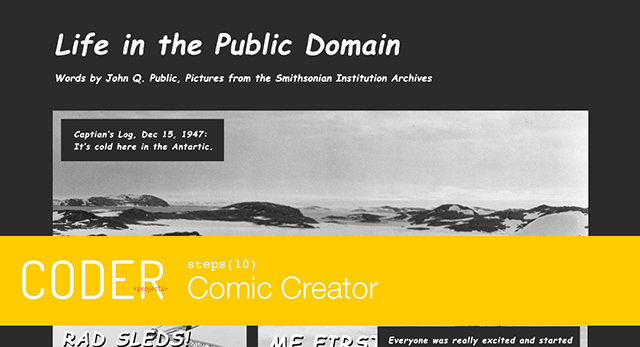 Life in the Public Domain
Words by John Q. Public, Pictures from the Smithsonian Institution Archives
Captian's Log, Dec 15, 1947:
It's cold here in the Antartic.
CODER
<projects>
steps(10)
Comic Creator
RAD SLEDS!
ME FIRST
Everyone was really excited and started